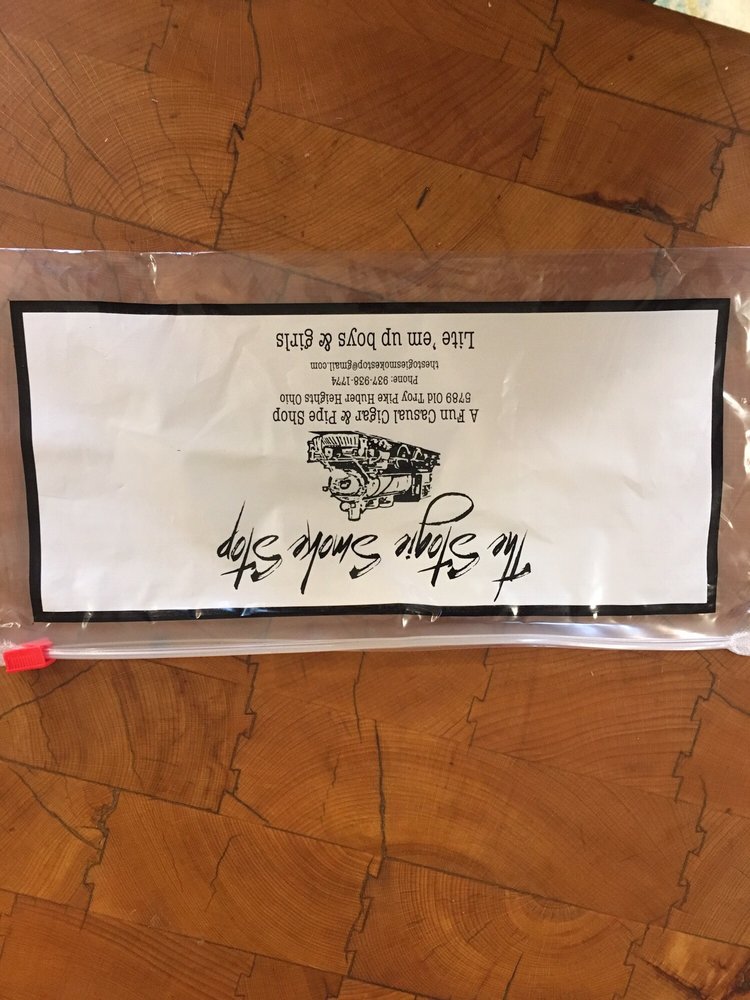 The Stogie Smoke Stop
A Fun Casual Cigar & Pipe Shop
5789 Old Troy Pike Huber Heights Ohio
Phone: 937-938-1774
thestogiesmokestop@gmail.com
Lite 'em up boys & girls